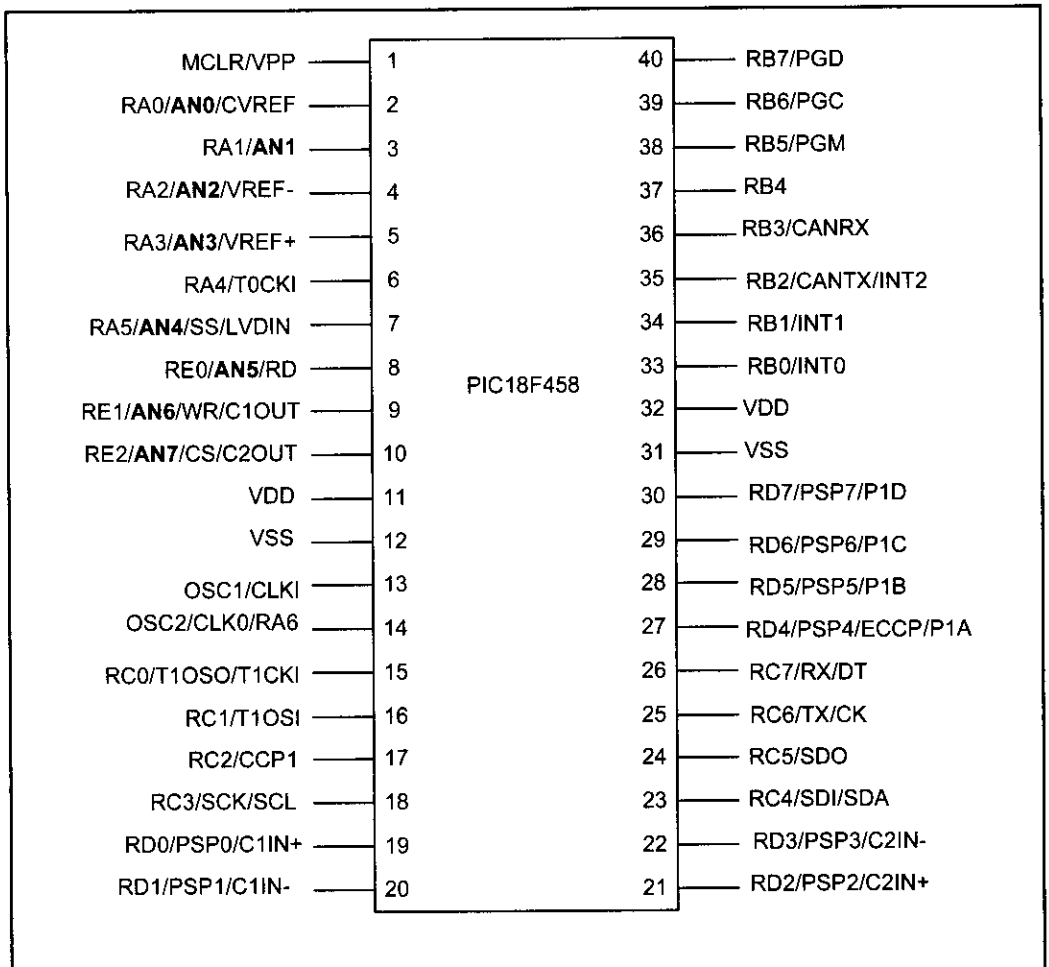 MCLR/VPP 1
RA0/AN0/CVREF 2
RA1/AN1 3
RA2/AN2/VREF- 4
RA3/AN3/VREF+ 5
RA4/T0CKI 6
RA5/AN4/SS/LVDIN 7
RE0/AN5/RD 8
RE1/AN6/WR/C1OUT 9
RE2/AN7/CS/C2OUT 10
VDD 11
VSS 12
OSC1/CLKI 13
OSC2/CLK0/RA6 14
RC0/T1OSO/T1CKI 15
RC1/T1OSI 16
RC2/CCP1 17
RC3/SCK/SCL 18
RD0/PSP0/C1IN+ 19
RD1/PSP1/C1IN- 20
PIC18F458
40 RB7/PGD
39 RB6/PGC
38 RB5/PGM
37 RB4
36 RB3/CANRX
35 RB2/CANTX/INT2
34 RB1/INT1
33 RB0/INT0
32 VDD
31 VSS
30 RD7/PSP7/P1D
29 RD6/PSP6/P1C
28 RD5/PSP5/P1B
27 RD4/PSP4/ECCP/P1A
26 RC7/RX/DT
25 RC6/TX/CK
24 RC5/SDO
23 RC4/SDI/SDA
22 RD3/PSP3/C2IN-
21 RD2/PSP2/C2IN+